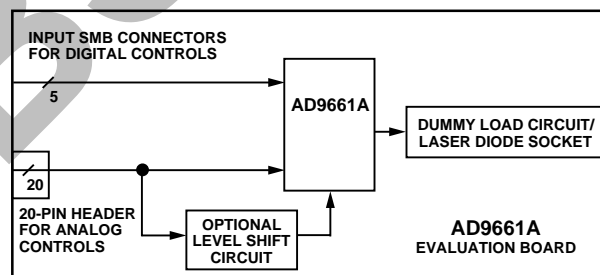 INPUT SMB CONNECTORS
FOR DIGITAL CONTROLS
5
AD9661A
DUMMY LOAD CIRCUIT/
LASER DIODE SOCKET
20
20-PIN HEADER
FOR ANALOG
CONTROLS
OPTIONAL
LEVEL SHIFT
CIRCUIT
AD9661A
EVALUATION BOARD